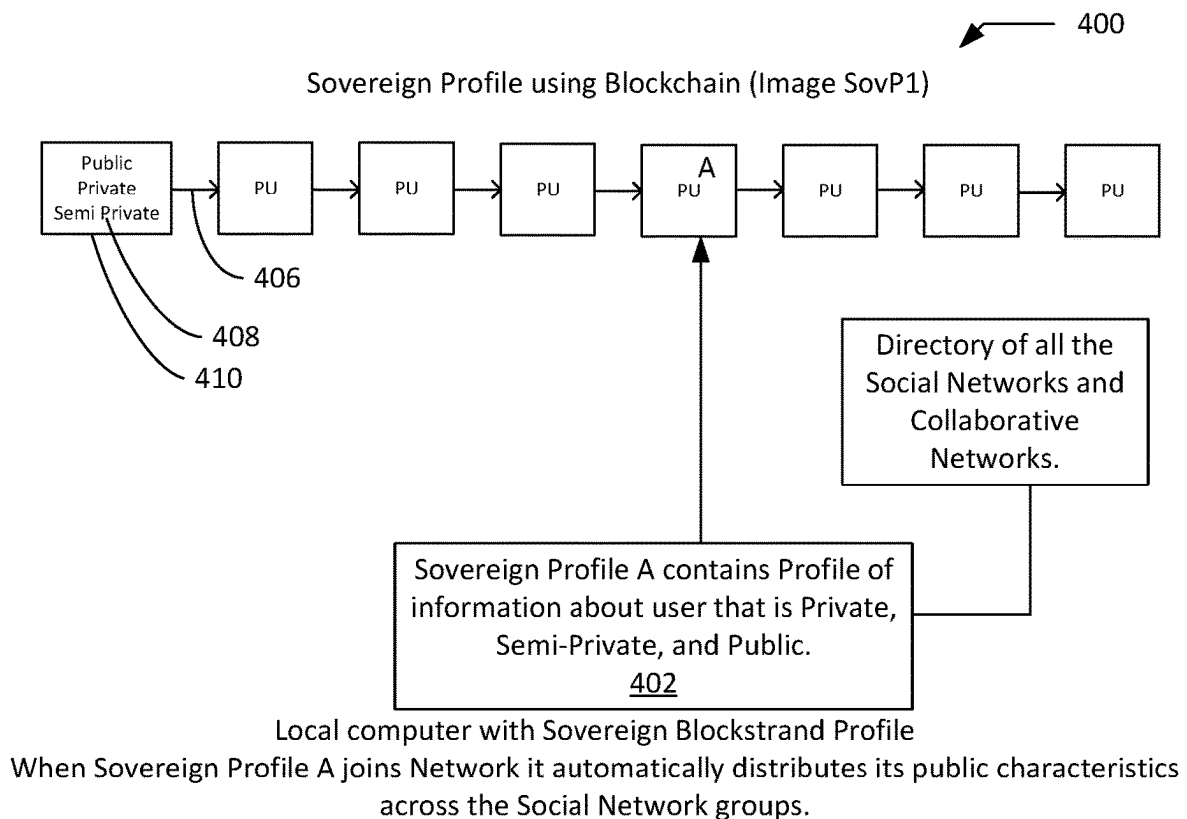 400
Sovereign Profile using Blockchain (Image SovP1)
Public
Private
Semi Private
PU
PU
PU
PU
A
PU
PU
PU
406
408
410
Directory of all the
Social Networks and
Collaborative
Networks.
Sovereign Profile A contains Profile of
information about user that is Private,
Semi-Private, and Public.
402
Local computer with Sovereign Blockstrand Profile
When Sovereign Profile A joins Network it automatically distributes its public characteristics
across the Social Network groups.